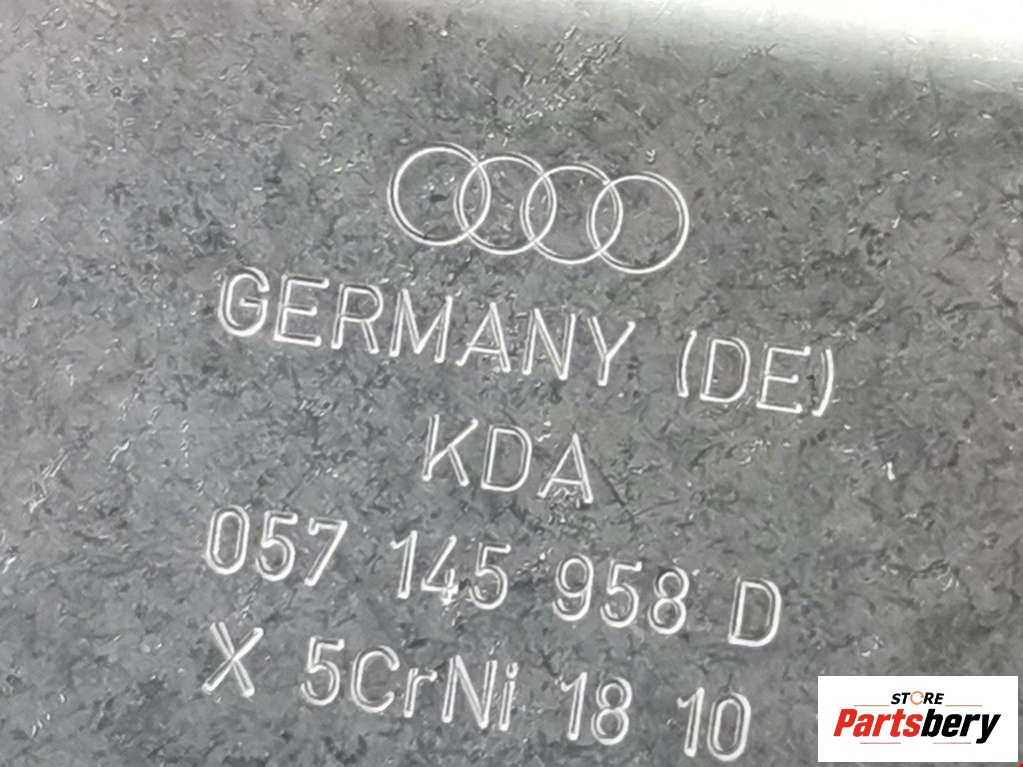 GERMANY (DE)
KDA
057 145 958 D
X 5CrNi 18 10
STORE
Partsbery